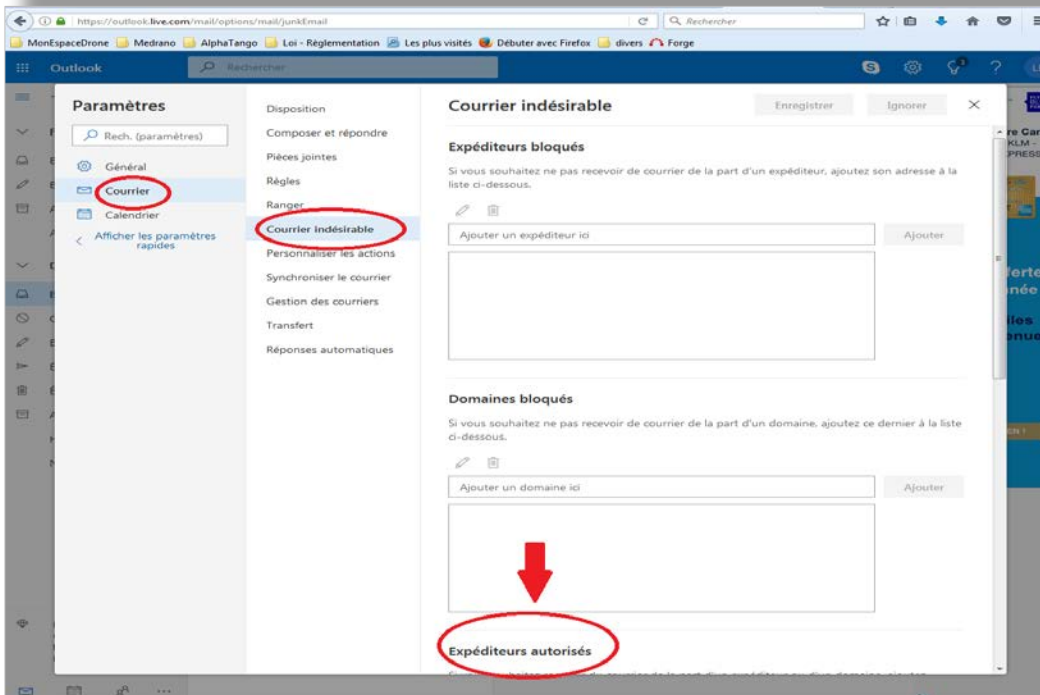 https://outlook.live.com/mail/options/mail/junkEmail
Rechercher
MonEspaceDrone
Medrano
AlphaTango
Loi - Règlementation
Les plus visités
Débuter avec Firefox
divers
Forge
Outlook
Rechercher
Paramètres
Rech. (paramètres)
Général
Courrier
Calendrier
Afficher les paramètres
rapides
Disposition
Composer et répondre
Pièces jointes
Règles
Ranger
Courrier indésirable
Personnaliser les actions
Synchroniser le courrier
Gestion des courriers
Transfert
Réponses automatiques
Courrier indésirable
Enregistrer
Ignorer
Expéditeurs bloqués
Si vous souhaitez ne pas recevoir de courrier de la part d'un expéditeur, ajoutez son adresse à la
liste ci-dessous.
Ajouter un expéditeur ici
Ajouter
Domaines bloqués
Si vous souhaitez ne pas recevoir de courrier de la part d'un domaine, ajoutez ce dernier à la liste
ci-dessous.
Ajouter un domaine ici
Ajouter
Expéditeurs autorisés